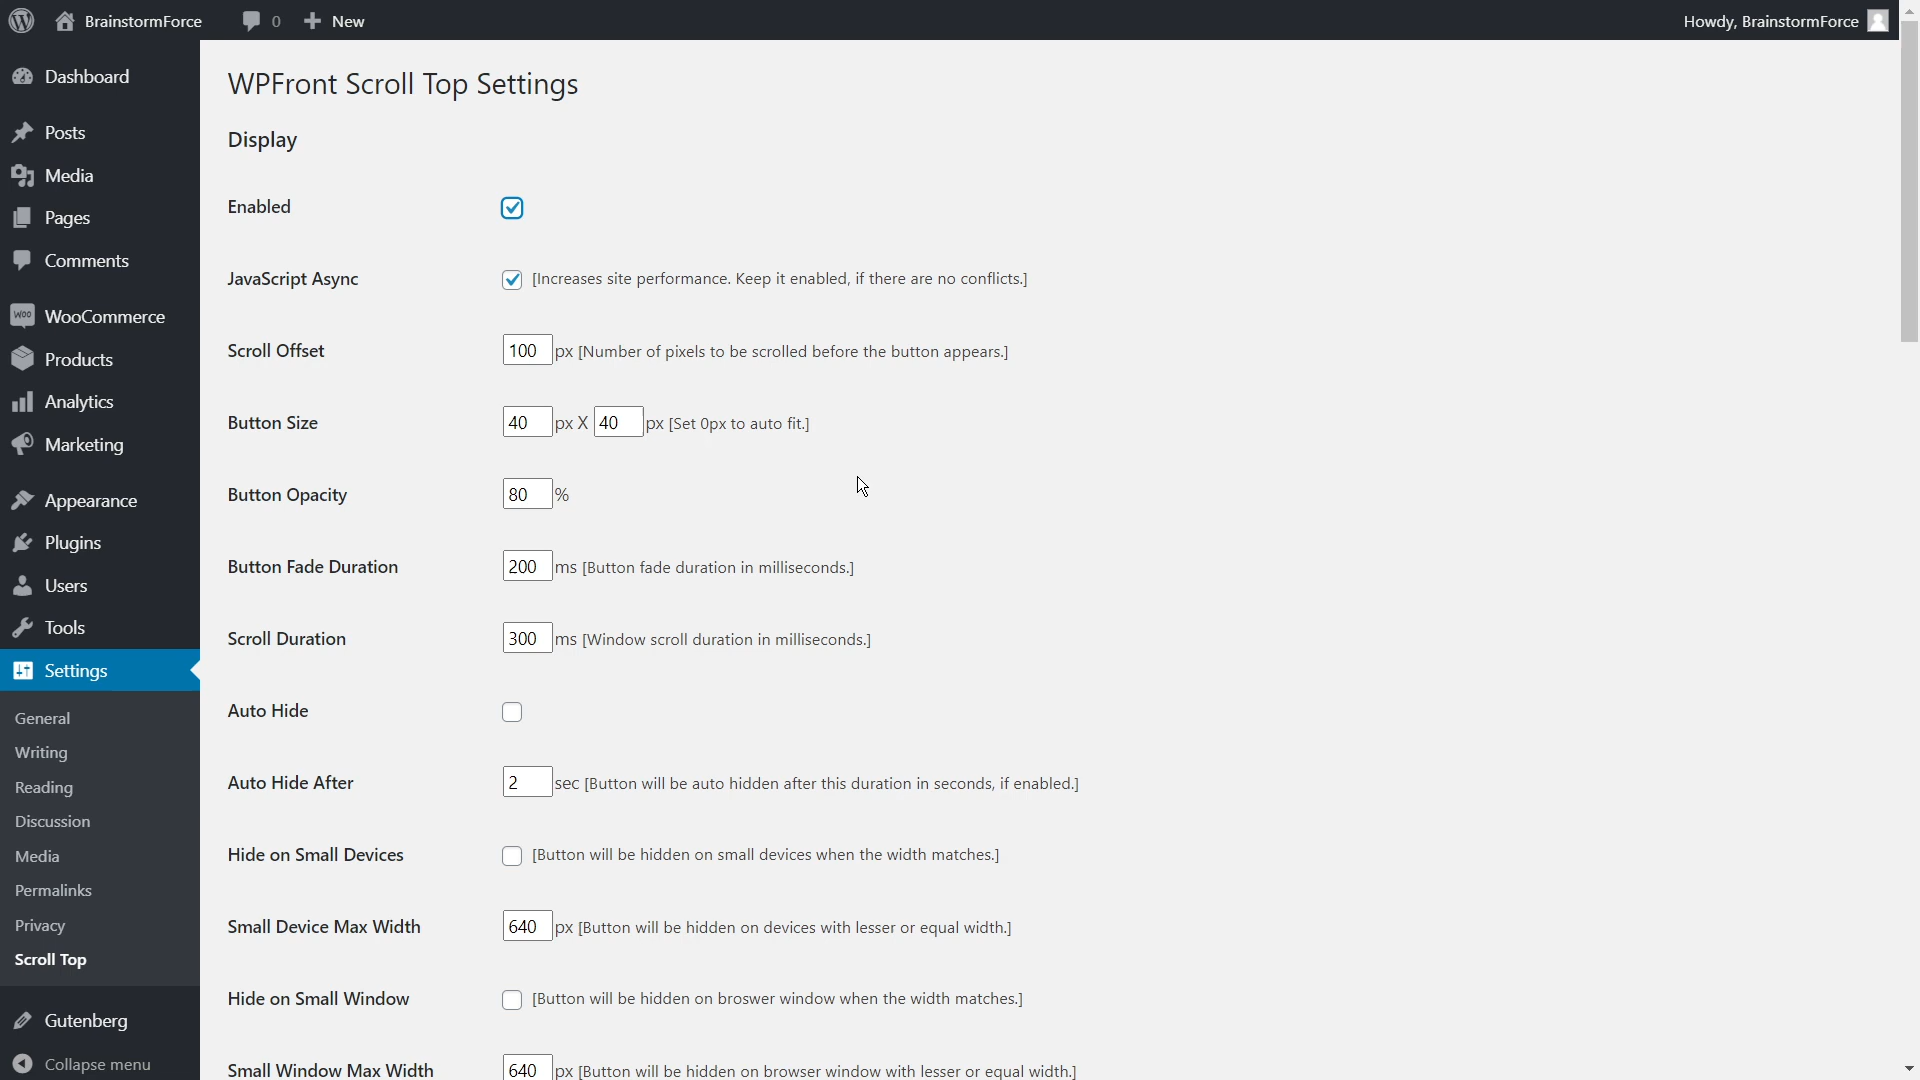 BrainstormForce 0 New Howdy, BrainstormForce
Dashboard
Posts
Media
Pages
Comments
WOO WooCommerce
Products
Analytics
Marketing
Appearance
Plugins
Users
Tools
Settings
General
Writing
Reading
Discussion
Media
Permalinks
Privacy
Scroll Top
Gutenberg
Collapse menu
WPFront Scroll Top Settings
Display
Enabled
JavaScript Async [Increases site performance. Keep it enabled, if there are no conflicts.]
Scroll Offset 100 px [Number of pixels to be scrolled before the button appears.]
Button Size 40 px X 40 px [Set 0px to auto fit.]
Button Opacity 80 %
Button Fade Duration 200 ms [Button fade duration in milliseconds.]
Scroll Duration 300 ms [Window scroll duration in milliseconds.]
Auto Hide
Auto Hide After 2 sec [Button will be auto hidden after this duration in seconds, if enabled.]
Hide on Small Devices [Button will be hidden on small devices when the width matches.]
Small Device Max Width 640 px [Button will be hidden on devices with lesser or equal width.]
Hide on Small Window [Button will be hidden on broswer window when the width matches.]
Small Window Max Width 640 px [Button will be hidden on browser window with lesser or equal width.]